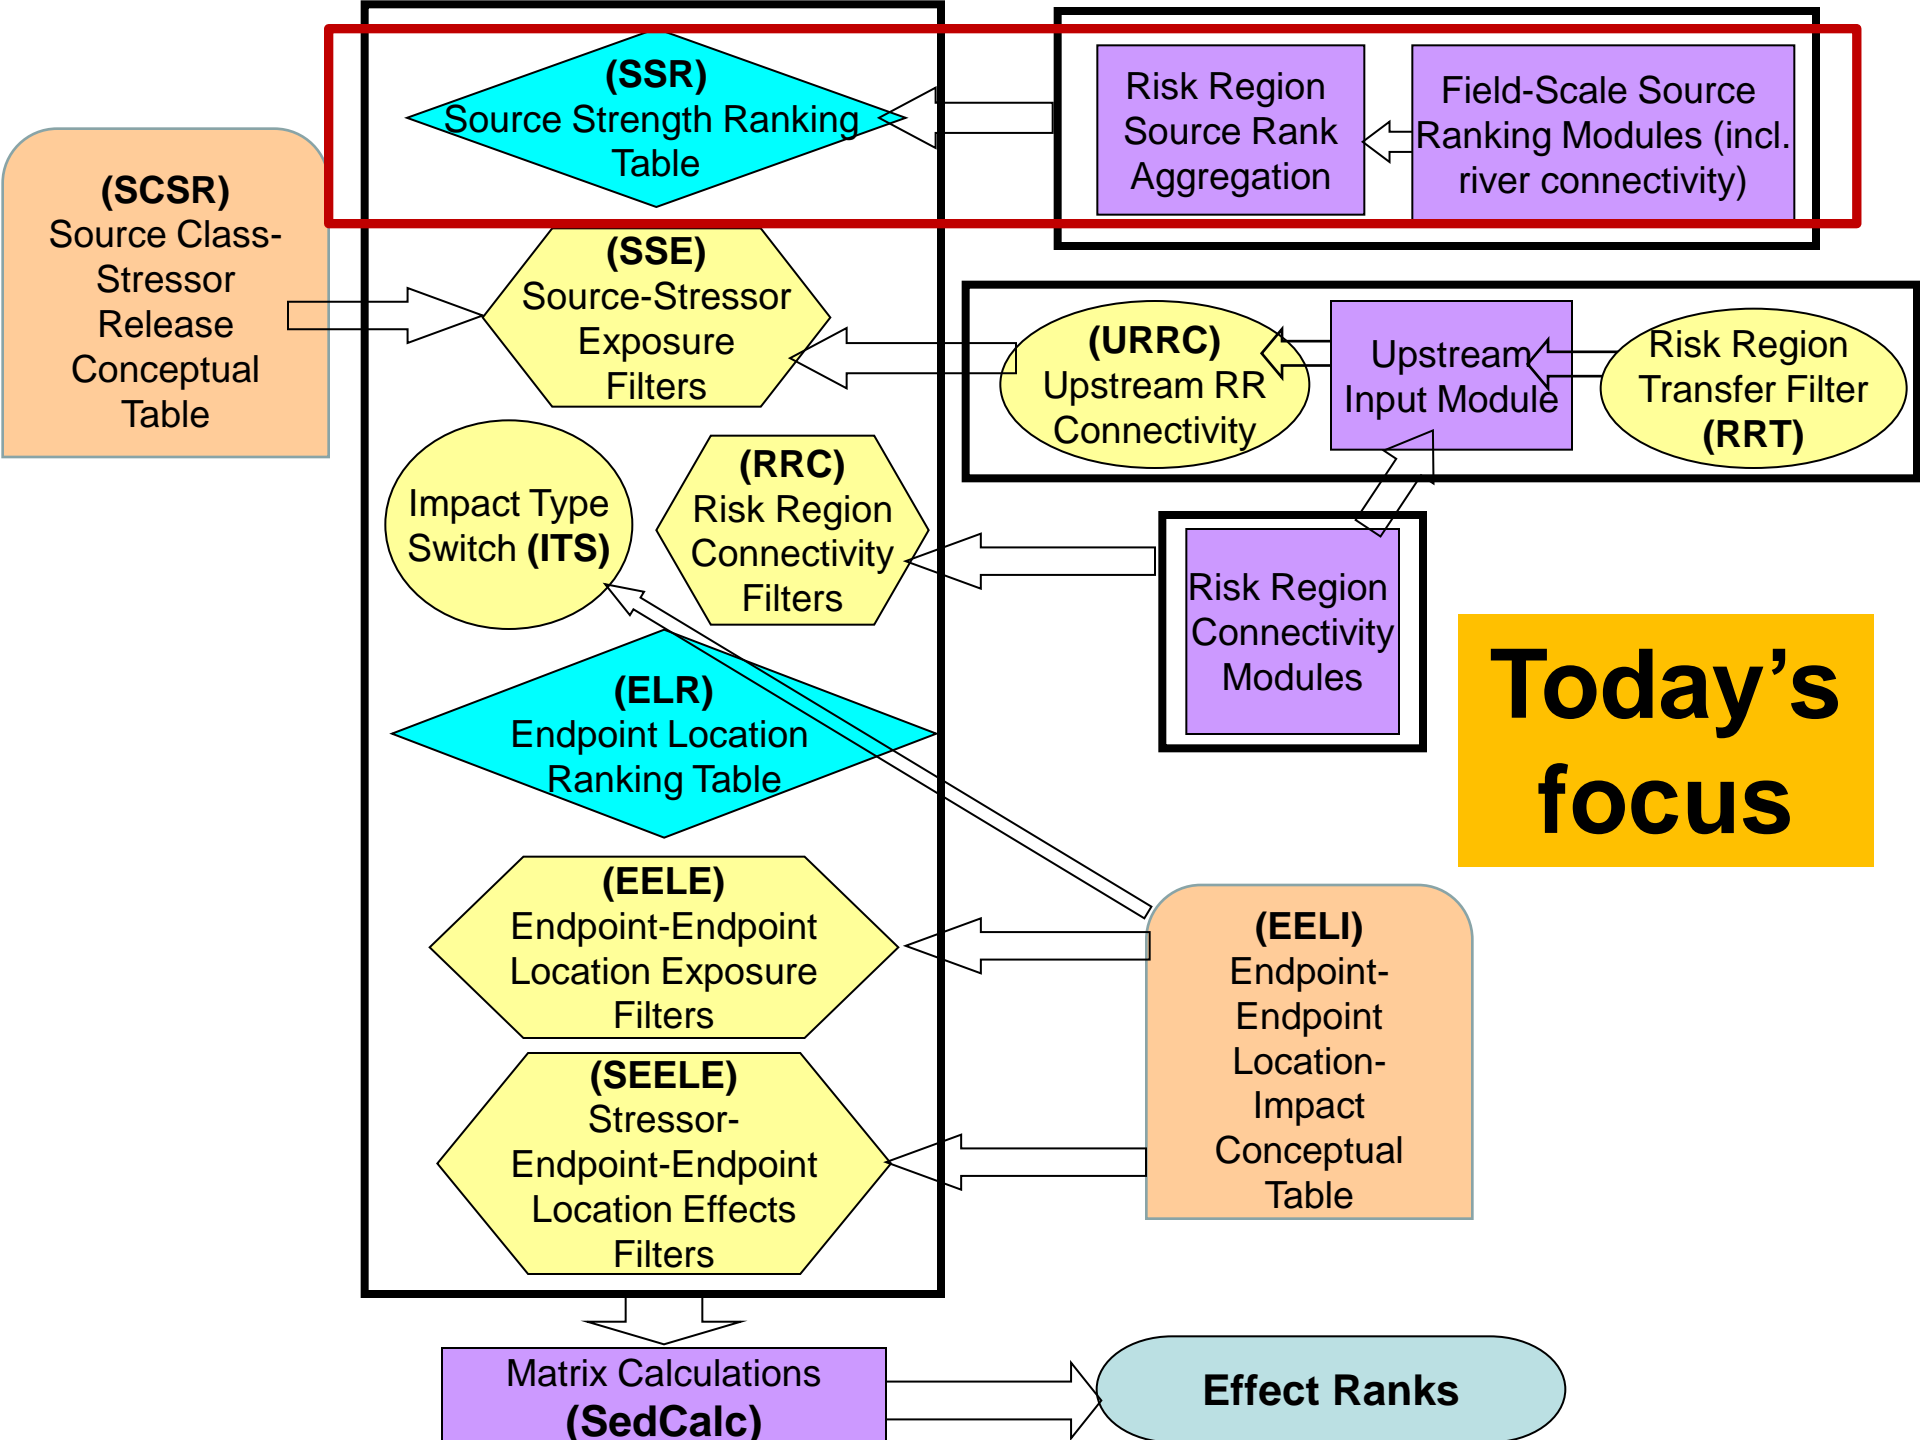 (SSR)
Source Strength Ranking
Table
Risk Region
Source Rank
Aggregation
Field-Scale Source
Ranking Modules (incl.
river connectivity)
(SCSR)
Source Class-
Stressor
Release
Conceptual
Table
(SSE)
Source-Stressor
Exposure
Filters
(URRC)
Upstream RR
Connectivity
Upstream
Input Module
Risk Region
Transfer Filter
(RRT)
Impact Type
Switch (ITS)
(RRC)
Risk Region
Connectivity
Filters
Risk Region
Connectivity
Modules
Today’s
focus
(ELR)
Endpoint Location
Ranking Table
(EELE)
Endpoint-Endpoint
Location Exposure
Filters
(EELI)
Endpoint-
Endpoint
Location-
Impact
Conceptual
Table
(SEELE)
Stressor-
Endpoint-Endpoint
Location Effects
Filters
Matrix Calculations
(SedCalc)
Effect Ranks